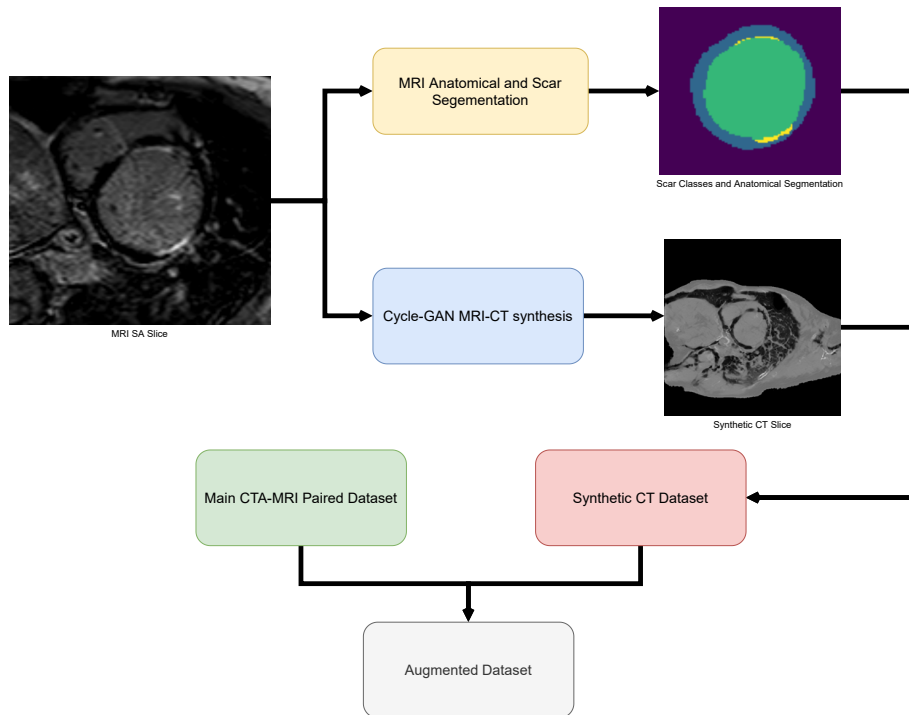 MRI Anatomical and Scar
Segementation
Scar Classes and Anatomical Segmentation
MRI SA Slice
Cycle-GAN MRI-CT synthesis
Synthetic CT Slice
Main CTA-MRI Paired Dataset
Synthetic CT Dataset
Augmented Dataset